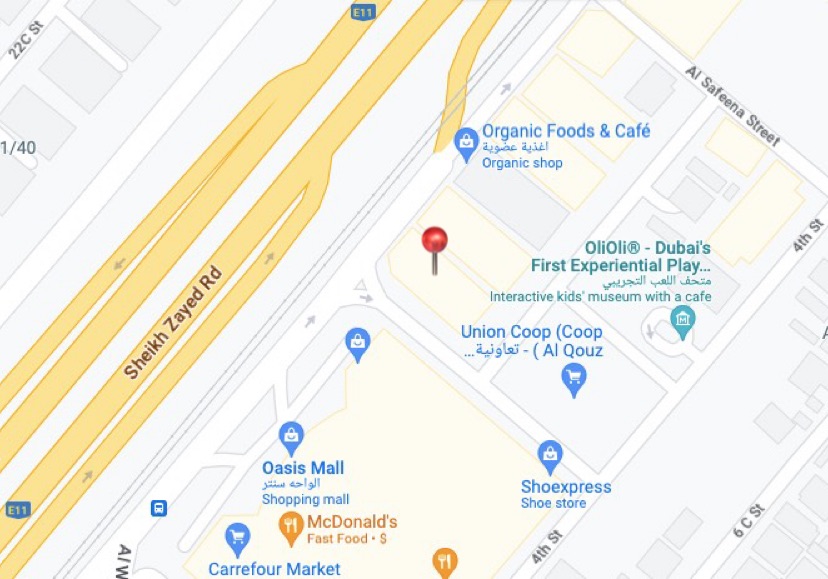 E11
22C St
Al Safeena Street
Organic Foods & Café
اغذية عضوية
Organic shop
1/40
4th St
OliOli® - Dubai's
First Experiential Play...
متحف اللعب التجريبي
Interactive kids' museum with a cafe
Sheikh Zayed Rd
Union Coop (Coop
Al Qouz ) - تعاونية...
Oasis Mall
الواحه سنتر
Shopping mall
Shoexpress
Shoe store
E11
McDonald's
Fast Food • $
6 C St
4th St
A/W
Carrefour Market